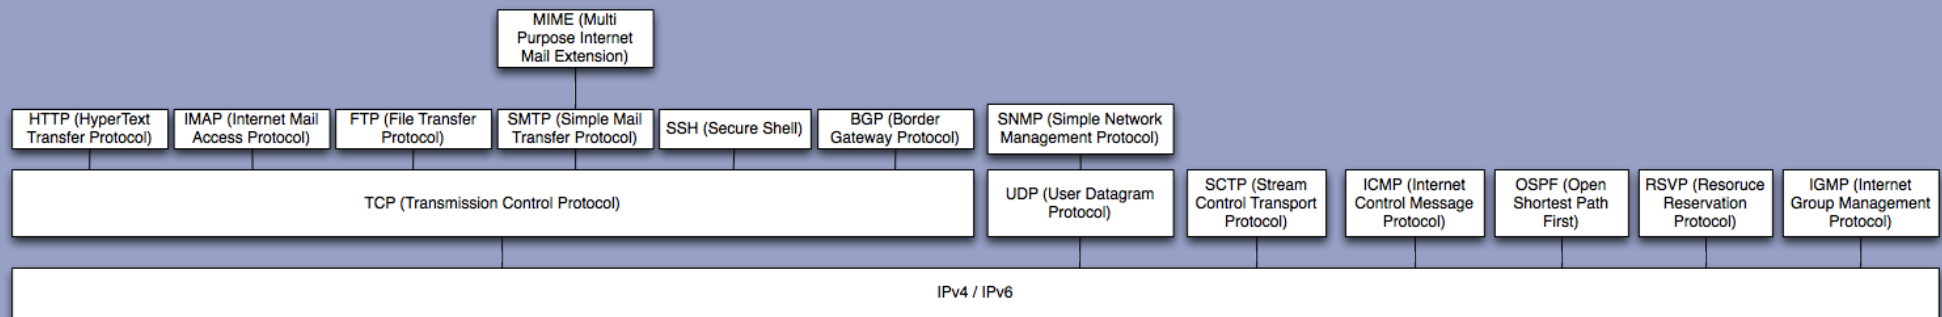 MIME (Multi
Purpose Internet
Mail Extension)
HTTP (HyperText
Transfer Protocol)
IMAP (Internet Mail
Access Protocol)
FTP (File Transfer
Protocol)
SMTP (Simple Mail
Transfer Protocol)
SSH (Secure Shell)
BGP (Border
Gateway Protocol)
SNMP (Simple Network
Management Protocol)
TCP (Transmission Control Protocol)
UDP (User Datagram
Protocol)
SCTP (Stream
Control Transport
Protocol)
ICMP (Internet
Control Message
Protocol)
OSPF (Open
Shortest Path
First)
RSVP (Resoruce
Reservation
Protocol)
IGMP (Internet
Group Management
Protocol)
IPv4 / IPv6